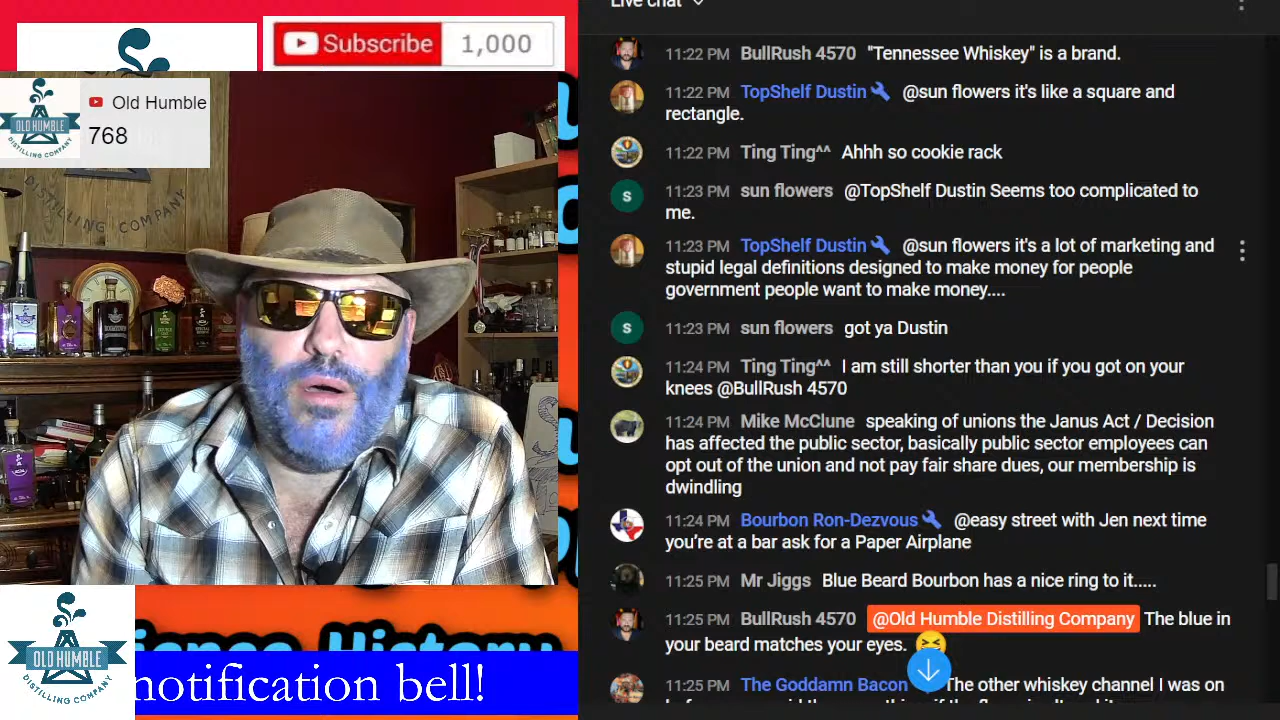 Subscribe
1,000
Old Humble
768
OLD HUMBLE
DISTILLING COMPANY
DISTILLING COMPANY
OLD HUMBLE
DISTILLING COMPANY
notification bell!
Live chat
11:22 PM BullRush 4570 "Tennessee Whiskey" is a brand.
11:22 PM TopShelf Dustin @sun flowers it's like a square and
rectangle.
11:22 PM Ting Ting^^ Ahhh so cookie rack
11:23 PM sun flowers @TopShelf Dustin Seems too complicated to
me.
11:23 PM TopShelf Dustin @sun flowers it's a lot of marketing and
stupid legal definitions designed to make money for people
government people want to make money....
11:23 PM sun flowers got ya Dustin
11:24 PM Ting Ting^^ I am still shorter than you if you got on your
knees @BullRush 4570
11:24 PM Mike McClune speaking of unions the Janus Act / Decision
has affected the public sector, basically public sector employees can
opt out of the union and not pay fair share dues, our membership is
dwindling
11:24 PM Bourbon Ron-Dezvous @easy street with Jen next time
you're at a bar ask for a Paper Airplane
11:25 PM Mr Jiggs Blue Beard Bourbon has a nice ring to it.....
11:25 PM BullRush 4570 @Old Humble Distilling Company The blue in
your beard matches your eyes.
11:25 PM The Goddamn Bacon The other whiskey channel I was on